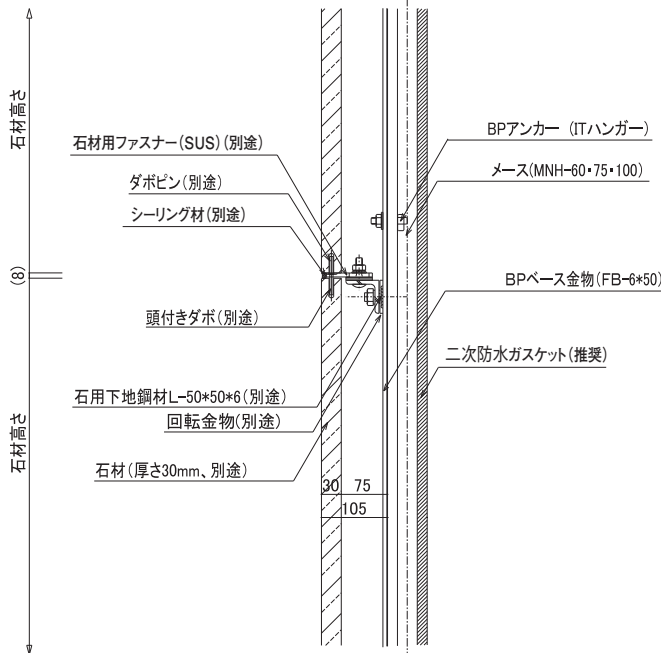 石材高さ
(8)
石材高さ
石材用ファスナー(SUS)(別途)
ダボピン(別途)
シーリング材(別途)
頭付きダボ(別途)
石用下地鋼材L-50*50*6(別途)
回転金物(別途)
石材(厚さ30mm、別途)
30 75
105
BPアンカー (ITハンガー)
メース(MNH-60・75・100)
BPベース金物(FB-6*50)
二次防水ガスケット(推奨)